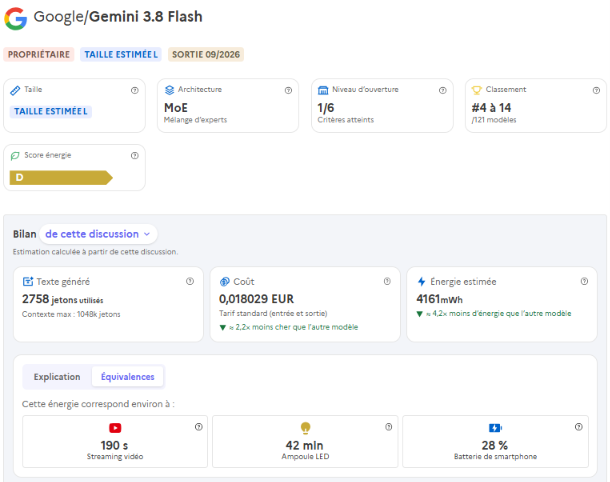 Google/Gemini 3.8 Flash
PROPRIÉTAIRE TAILLE ESTIMÉE L SORTIE 09/2026
Taille
TAILLE ESTIMÉE L
Architecture
MoE
Mélange d'experts
Niveau d'ouverture
1/6
Critères atteints
Classement
#4 à 14
/121 modèles
Score énergie
D
Bilan de cette discussion
Estimation calculée à partir de cette discussion.
Texte généré
2758 jetons utilisés
Contexte max : 1048k jetons
Coût
0,018029 EUR
Tarif standard (entrée et sortie)
≈ 2,2x moins cher que l'autre modèle
Énergie estimée
4161mWh
≈ 4,2x moins d'énergie que l'autre modèle
Explication Équivalences
Cette énergie correspond environ à :
190 s
Streaming vidéo
42 min
Ampoule LED
28 %
Batterie de smartphone